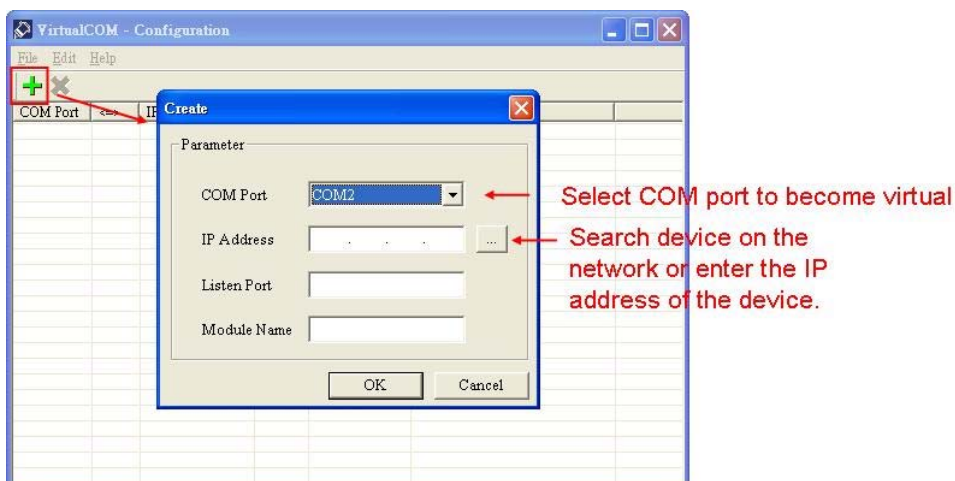 VirtualCOM - Configuration
File Edit Help
COM Port <=> IP
Create
Parameter
COM Port COM2
Select COM port to become virtual
IP Address . . . ...
Search device on the
network or enter the IP
address of the device.
Listen Port
Module Name
OK Cancel